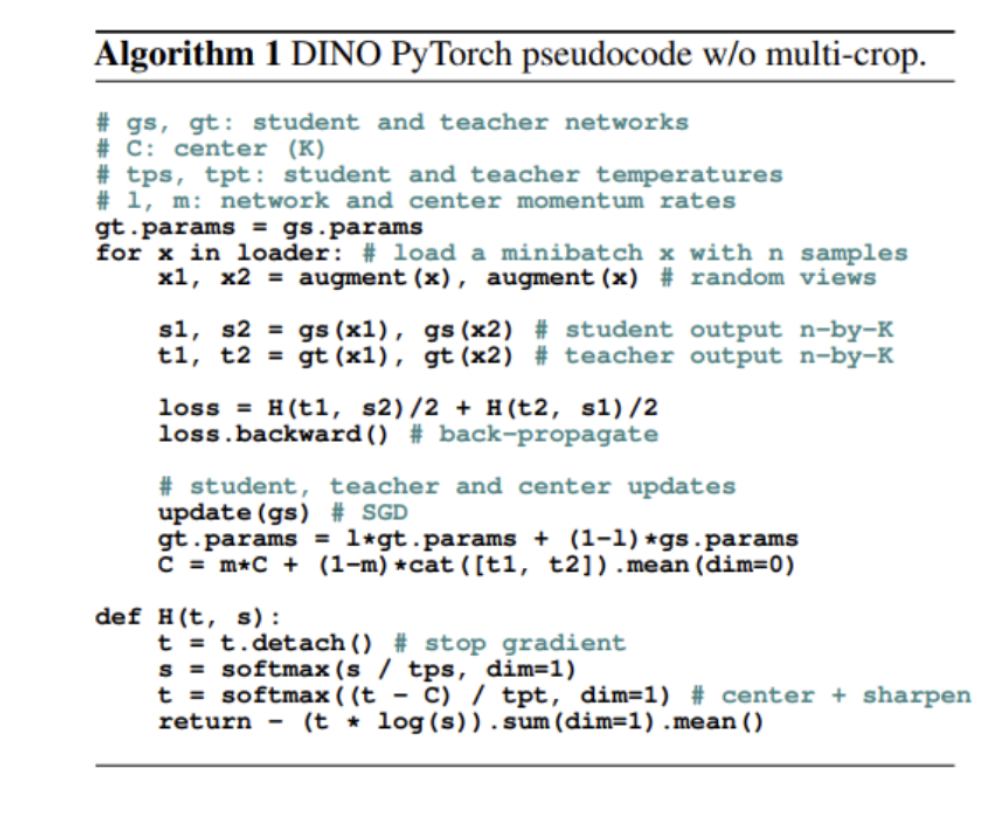 Algorithm 1 DINO PyTorch pseudocode w/o multi-crop.
# gs, gt: student and teacher networks
# C: center (K)
# tps, tpt: student and teacher temperatures
# l, m: network and center momentum rates
gt.params = gs.params
for x in loader: # load a minibatch x with n samples
    x1, x2 = augment(x), augment(x) # random views
    s1, s2 = gs(x1), gs(x2) # student output n-by-K
    t1, t2 = gt(x1), gt(x2) # teacher output n-by-K
    loss = H(t1, s2)/2 + H(t2, s1)/2
    loss.backward() # back-propagate
    # student, teacher and center updates
    update(gs) # SGD
    gt.params = l*gt.params + (1-l)*gs.params
    C = m*C + (1-m)*cat([t1, t2]).mean(dim=0)
def H(t, s):
    t = t.detach() # stop gradient
    s = softmax(s / tps, dim=1)
    t = softmax((t - C) / tpt, dim=1) # center + sharpen
    return - (t * log(s)).sum(dim=1).mean()